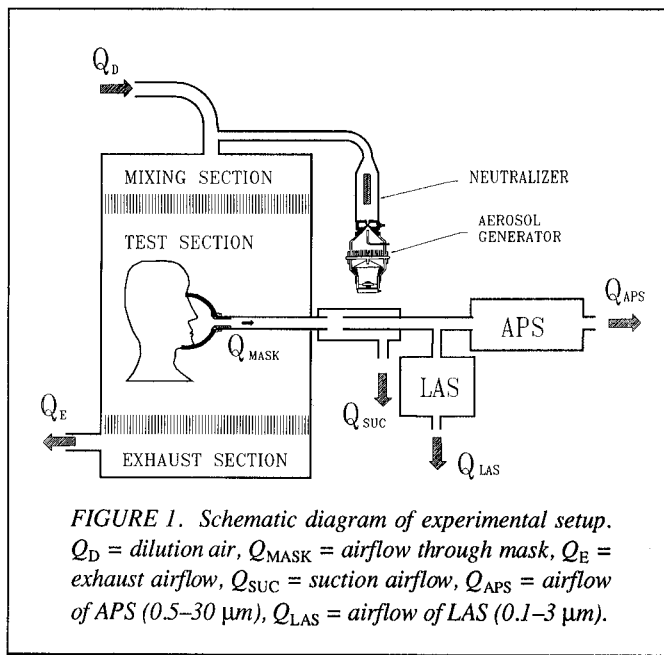 Q_D
MIXING SECTION
NEUTRALIZER
AEROSOL
GENERATOR
TEST SECTION
Q_APS
APS
Q_MASK
LAS
Q_E
Q_SUC
EXHAUST SECTION
Q_LAS
FIGURE 1. Schematic diagram of experimental setup.
Q_D = dilution air, Q_MASK = airflow through mask, Q_E =
exhaust airflow, Q_SUC = suction airflow, Q_APS = airflow
of APS (0.5–30 μm), Q_LAS = airflow of LAS (0.1–3 μm).